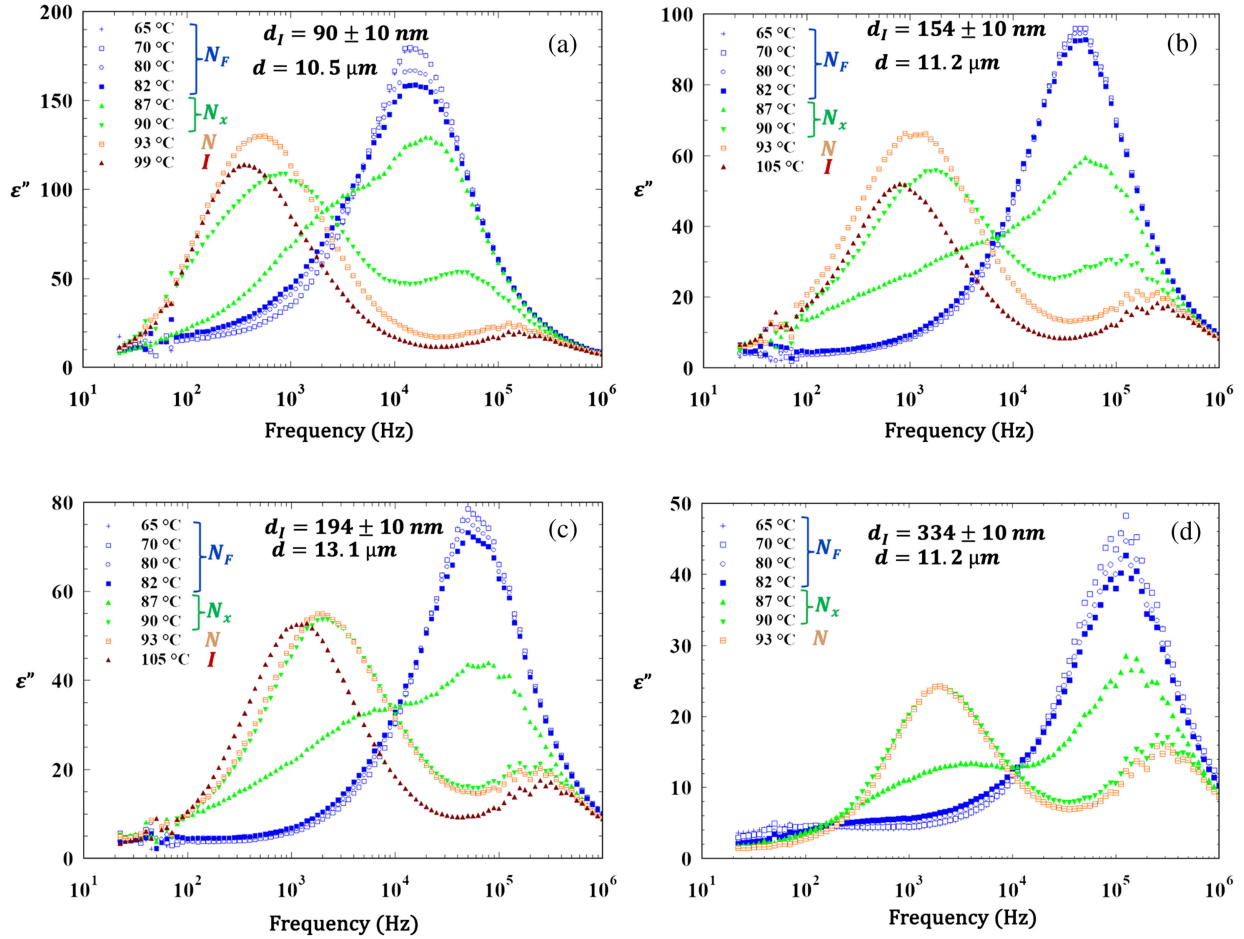 (a)
d_I = 90 ± 10 nm
d = 10.5 μm
65 °C
70 °C
80 °C
82 °C
N_F
87 °C
90 °C
N_x
93 °C N
99 °C I
ε"
200
150
100
50
0
10^1 10^2 10^3 10^4 10^5 10^6
Frequency (Hz)
(b)
d_I = 154 ± 10 nm
d = 11.2 μm
65 °C
70 °C
80 °C
82 °C
N_F
87 °C
90 °C
N_x
93 °C N
105 °C I
ε"
100
80
60
40
20
0
10^1 10^2 10^3 10^4 10^5 10^6
Frequency (Hz)
(c)
d_I = 194 ± 10 nm
d = 13.1 μm
65 °C
70 °C
80 °C
82 °C
N_F
87 °C
90 °C
N_x
93 °C N
105 °C I
ε"
80
60
40
20
0
10^1 10^2 10^3 10^4 10^5 10^6
Frequency (Hz)
(d)
d_I = 334 ± 10 nm
d = 11.2 μm
65 °C
70 °C
80 °C
82 °C
N_F
87 °C
90 °C
N_x
93 °C N
ε"
50
40
30
20
10
0
10^1 10^2 10^3 10^4 10^5 10^6
Frequency (Hz)